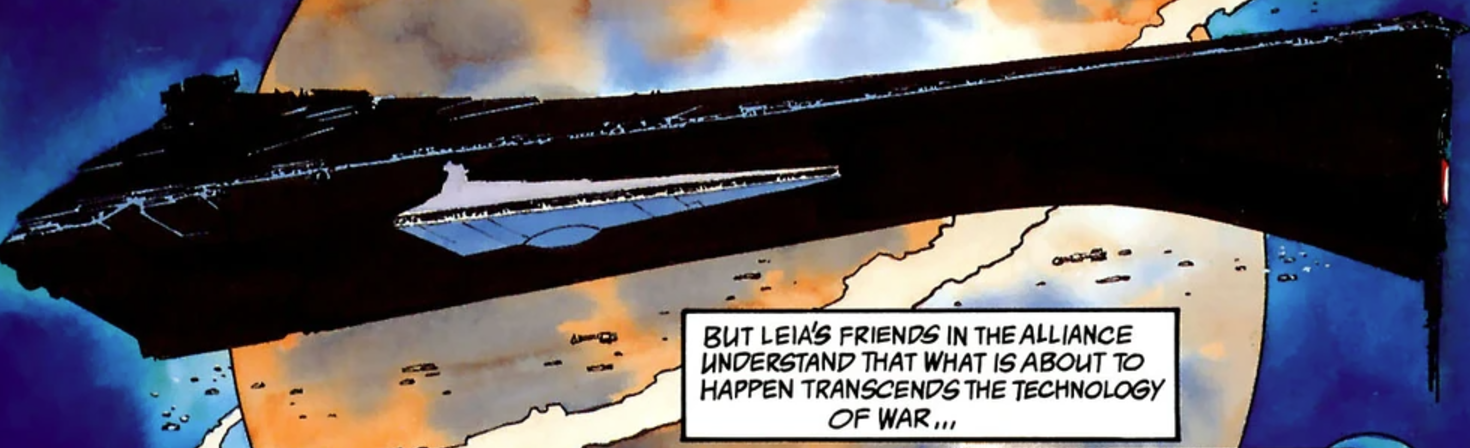 BUT LEIA'S FRIENDS IN THE ALLIANCE
UNDERSTAND THAT WHAT IS ABOUT TO
HAPPEN TRANSCENDS THE TECHNOLOGY
OF WAR...